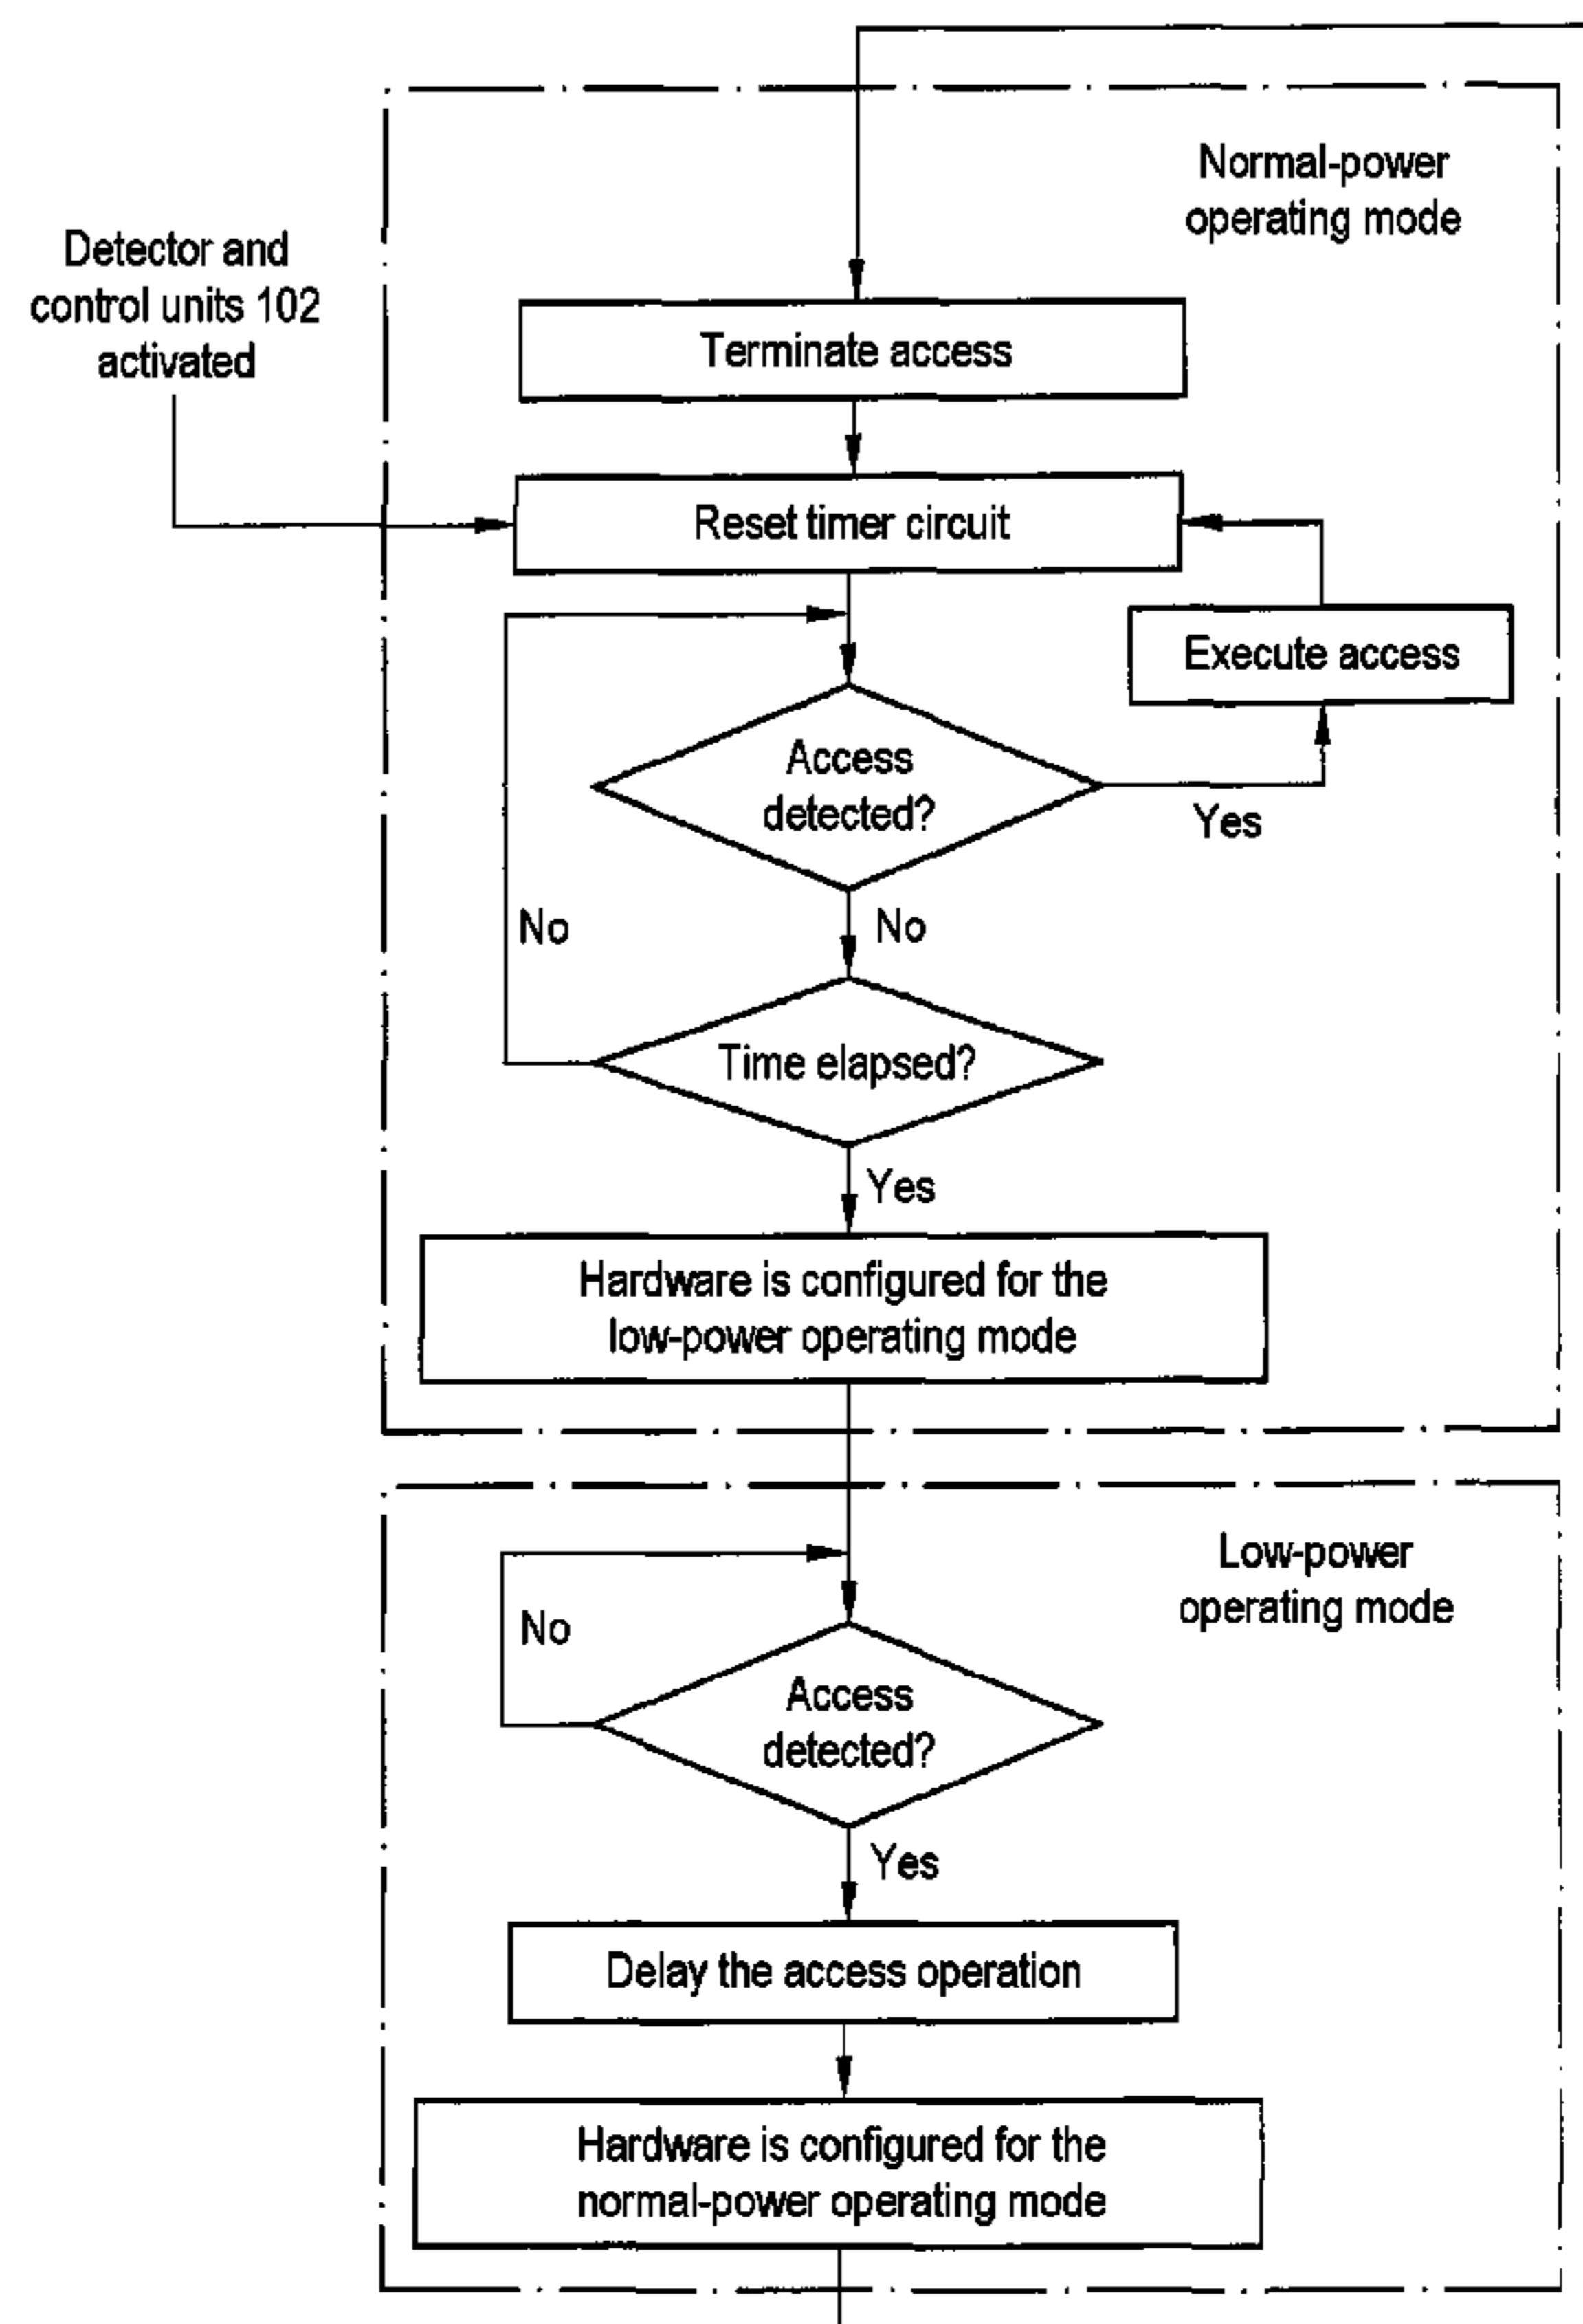 Normal-power
operating mode
Detector and
control units 102
activated
Terminate access
Reset timer circuit
Execute access
Access
detected?
Yes
No
No
Time elapsed?
Yes
Hardware is configured for the
low-power operating mode
Low-power
operating mode
No
Access
detected?
Yes
Delay the access operation
Hardware is configured for the
normal-power operating mode